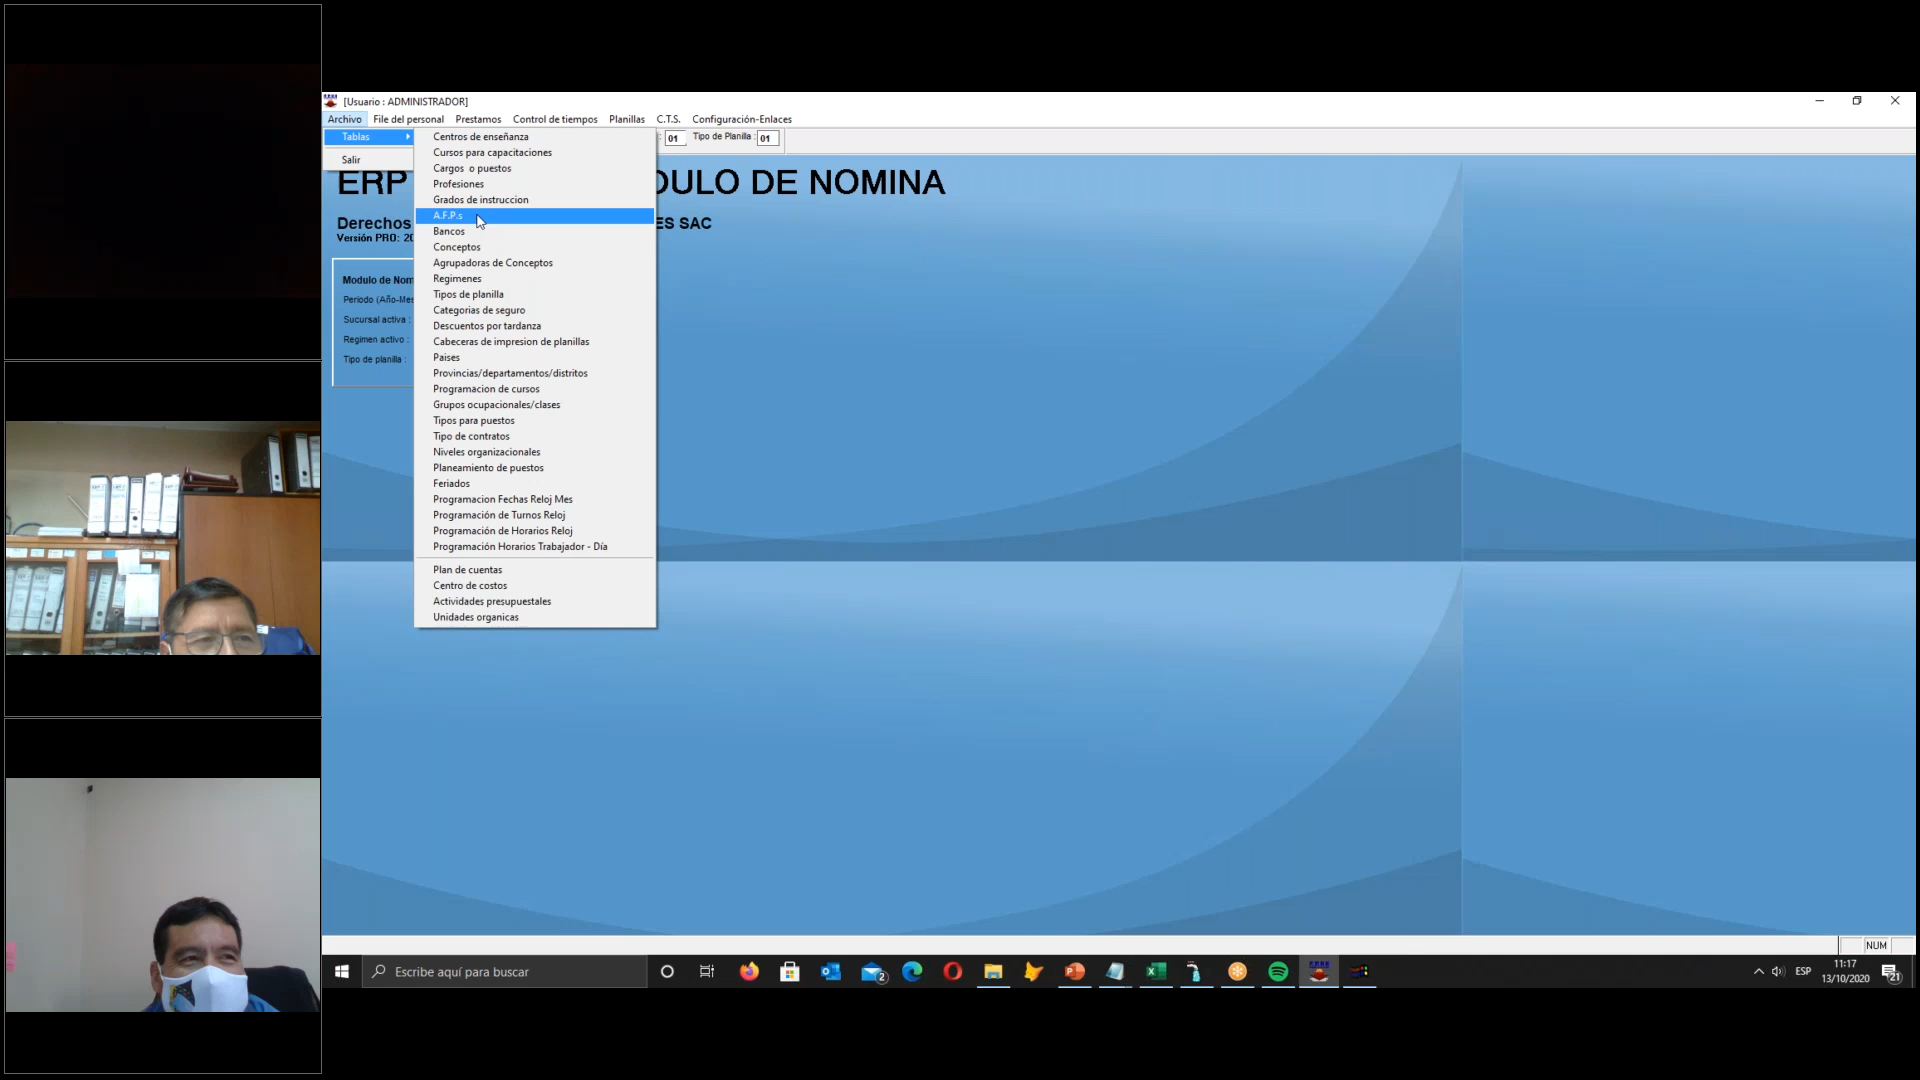 [Usuario : ADMINISTRADOR]
Archivo File del personal Prestamos Control de tiempos Planillas C.T.S. Configuración-Enlaces
Tablas
Salir
: 01 Tipo de Planilla : 01
Centros de enseñanza
Cursos para capacitaciones
Cargos o puestos
Profesiones
Grados de instruccion
A.F.P.s
Bancos
Conceptos
Agrupadoras de Conceptos
Regimenes
Tipos de planilla
Categorias de seguro
Descuentos por tardanza
Cabeceras de impresion de planillas
Paises
Provincias/departamentos/distritos
Programacion de cursos
Grupos ocupacionales/clases
Tipos para puestos
Tipo de contratos
Niveles organizacionales
Planeamiento de puestos
Feriados
Programacion Fechas Reloj Mes
Programación de Turnos Reloj
Programación de Horarios Reloj
Programación Horarios Trabajador - Día
Plan de cuentas
Centro de costos
Actividades presupuestales
Unidades organicas
ERP DULO DE NOMINA
Derechos ES SAC
Versión PRO: 20
Modulo de Nom
Periodo (Año-Mes
Sucursal activa :
Regimen activo :
Tipo de planilla :
NUM
Escribe aquí para buscar
2
ESP
11:17
13/10/2020
21